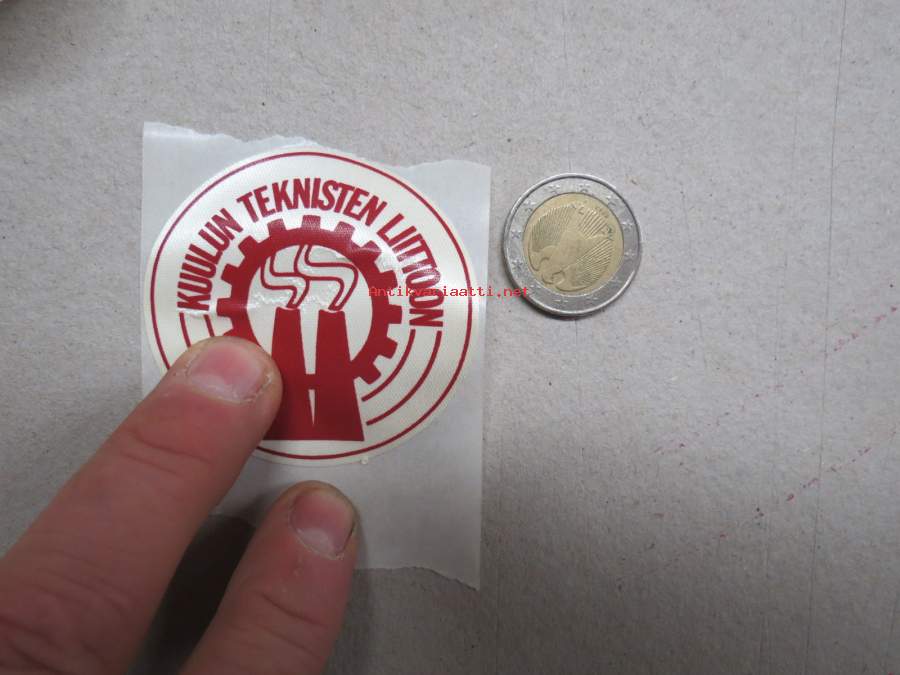 KUULUN TEKNISTEN LIITTOON
Antikvariaatti.net